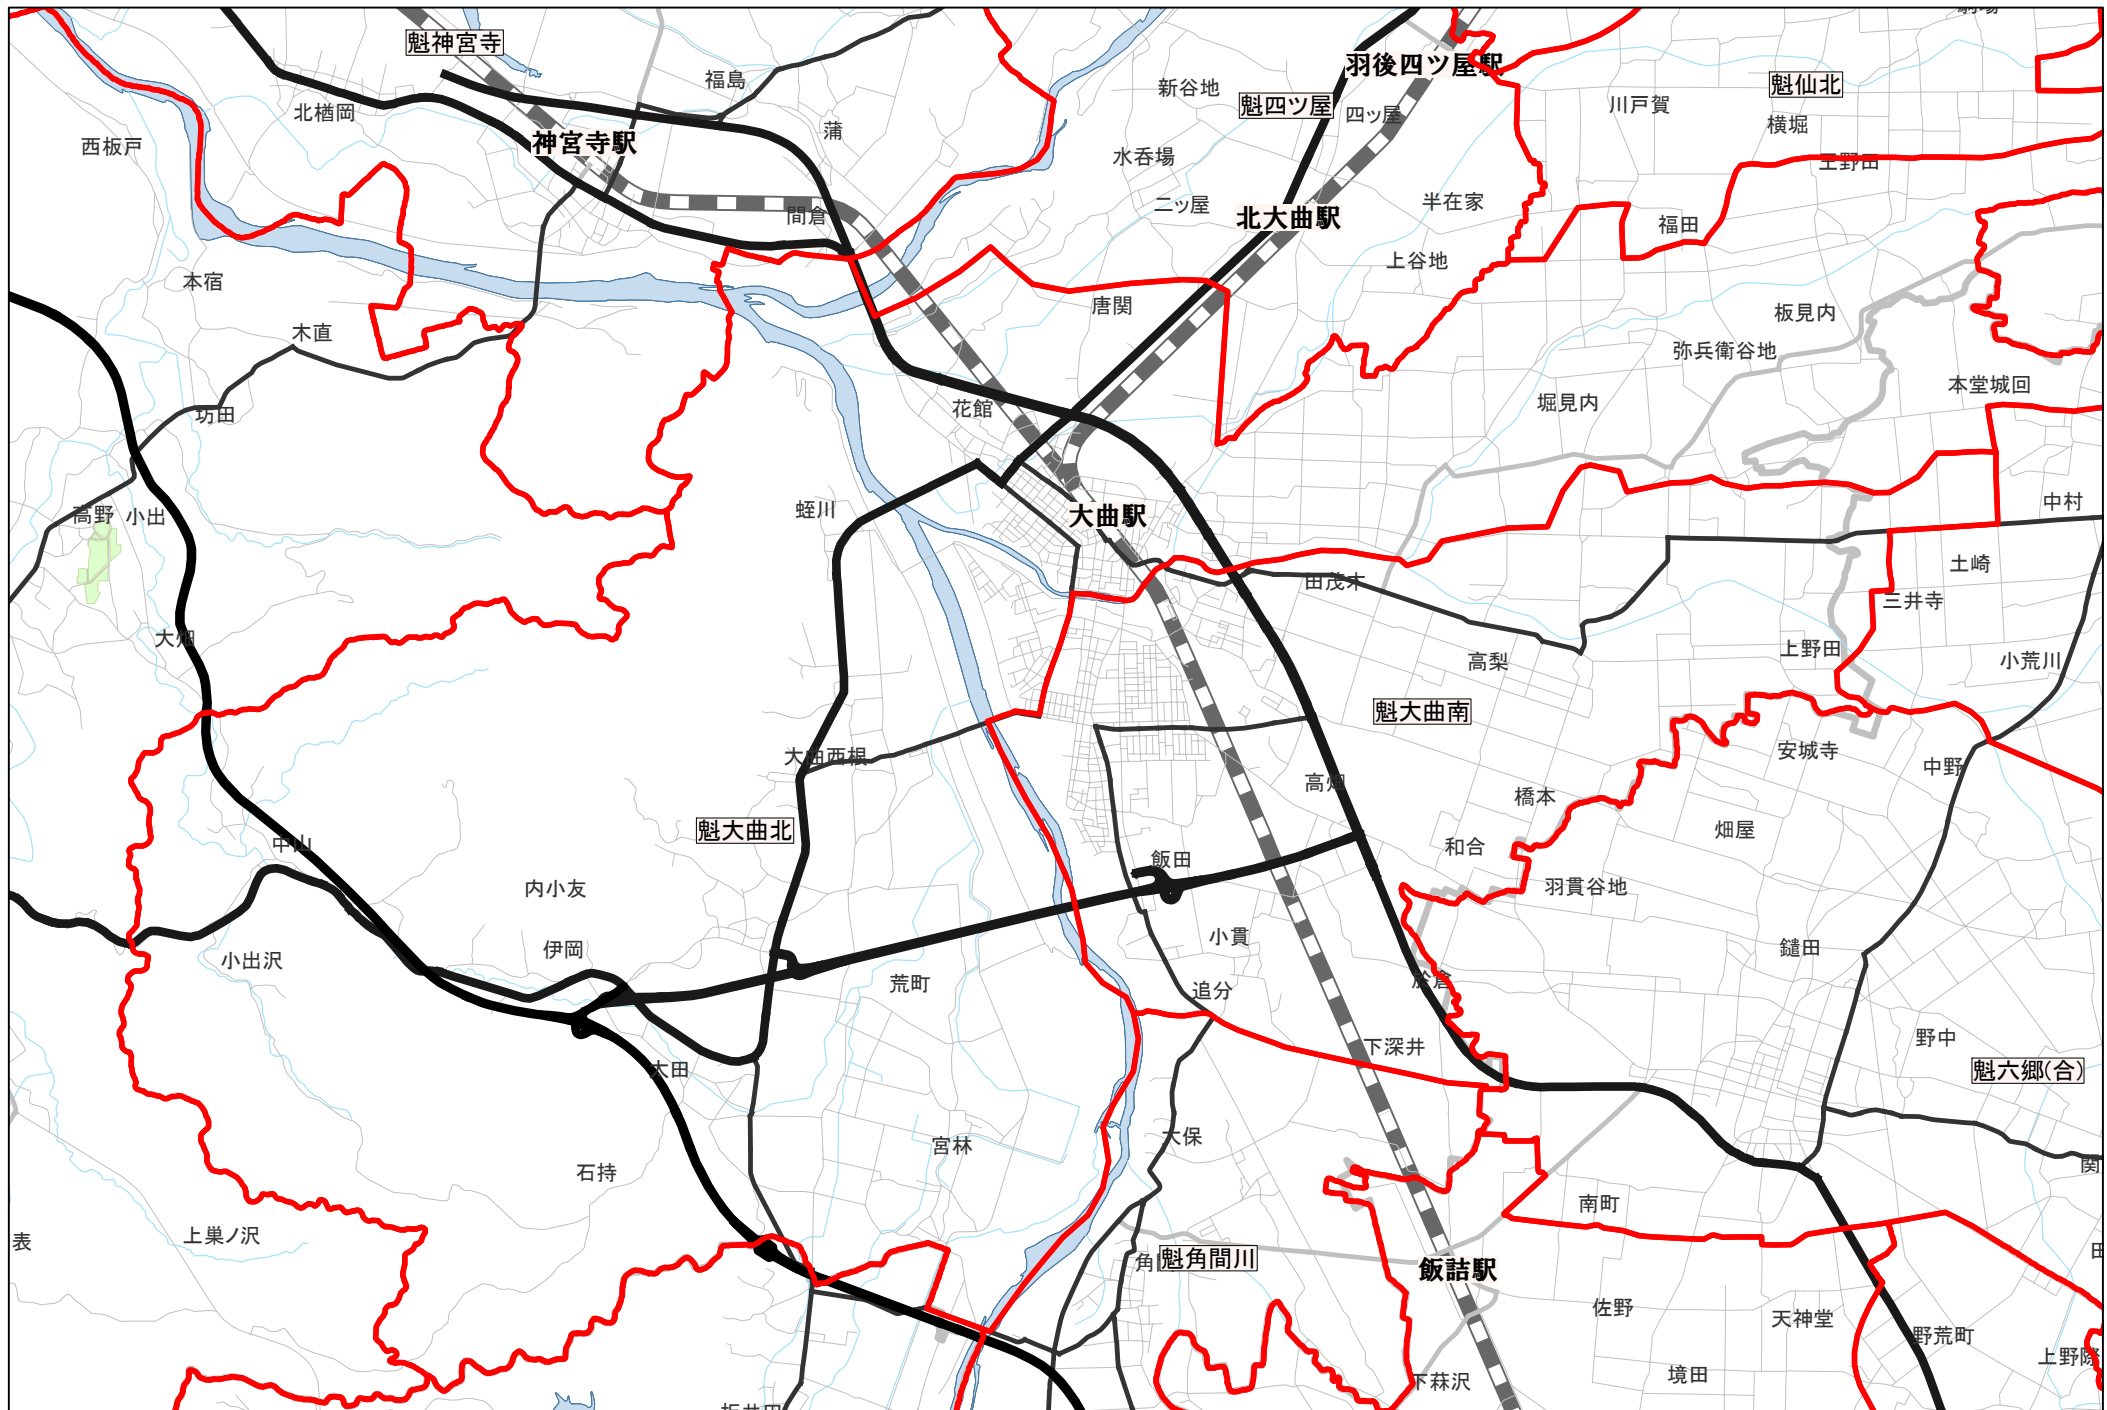 魁神宮寺
羽後四ツ屋駅
福島
新谷地
魁四ツ屋
四ッ屋
川戸賀
魁仙北
北楢岡
西板戸
神宮寺駅
蒲
水呑場
横堀
上野田
間倉
二ッ屋
北大曲駅
半在家
福田
本宿
上谷地
木直
唐関
板見内
弥兵衛谷地
坊田
花館
堀見内
本堂城回
高野
小出
蛭川
大曲駅
中村
土崎
田茂木
三井寺
大畑
高梨
上野田
小荒川
魁大曲南
大曲西根
安城寺
中野
高畑
橋本
魁大曲北
中山
畑屋
和合
飯田
内小友
羽貫谷地
小貫
鑓田
伊岡
小出沢
荒町
追分
於倉
野中
下深井
太田
魁六郷(合)
大保
宮林
石持
関
南町
上巣ノ沢
表
魁角間川
飯詰駅
佐野
天神堂
野荒町
上野際
境田
下蒜沢